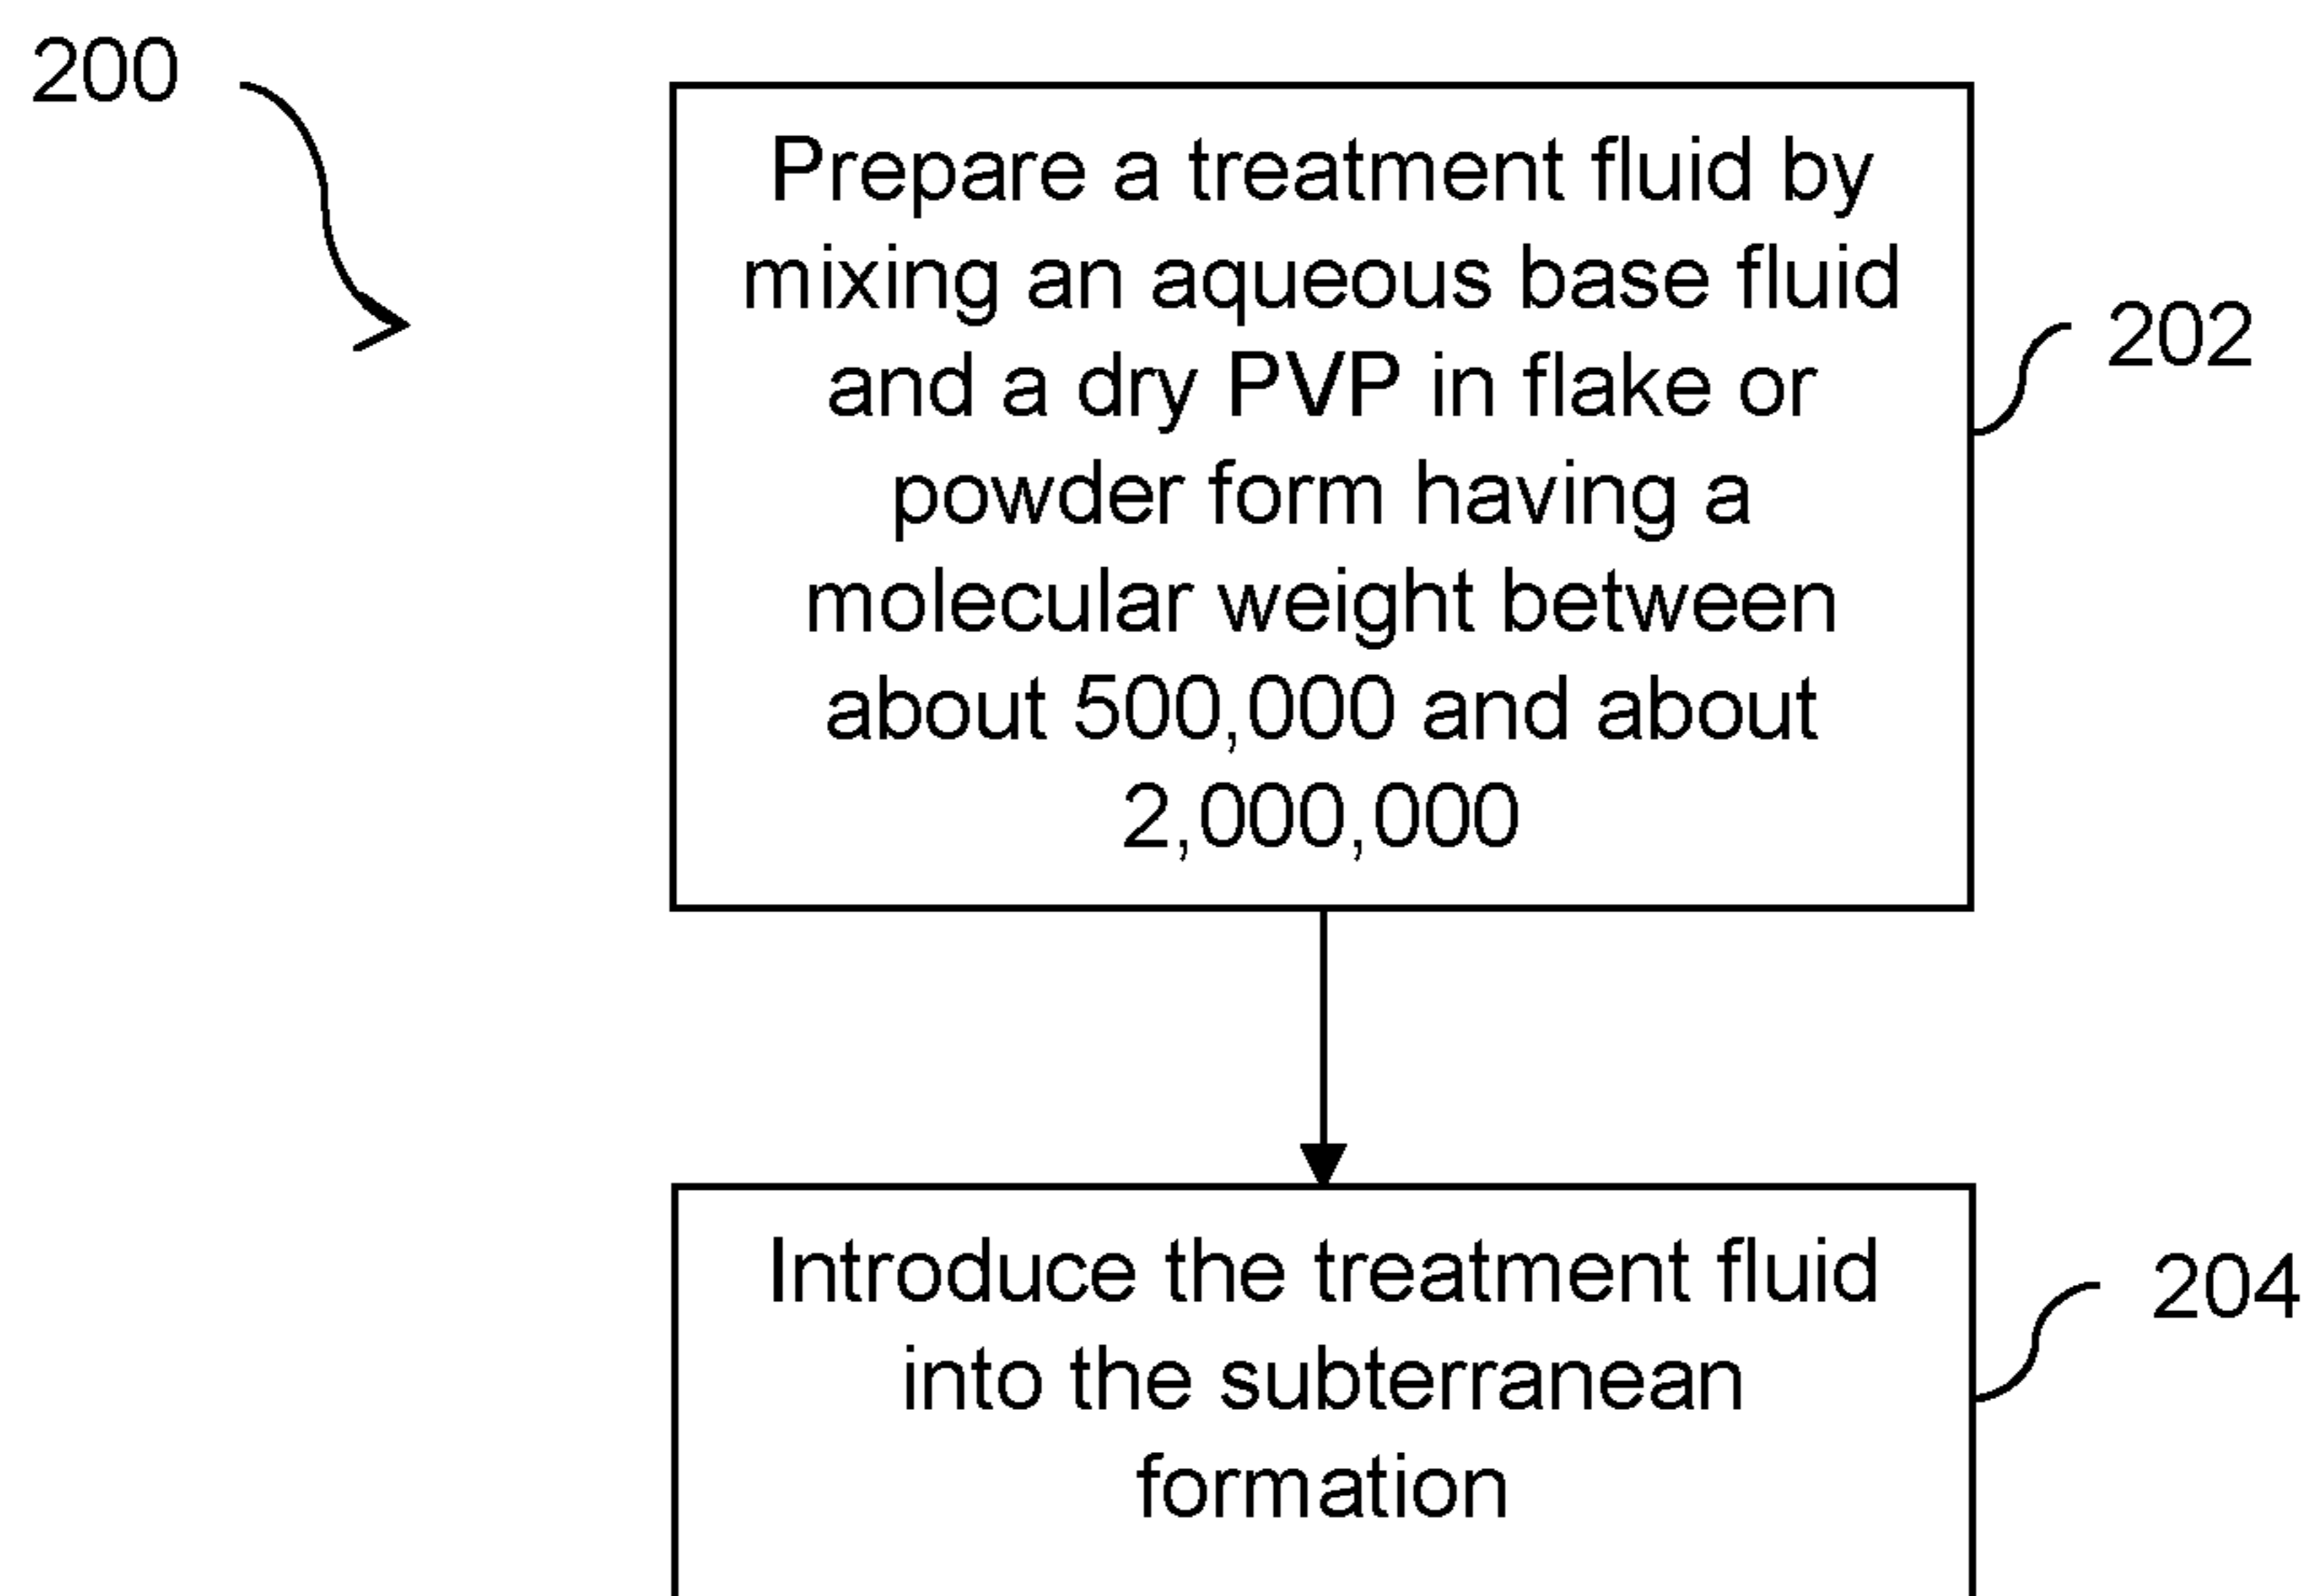 200
Prepare a treatment fluid by
mixing an aqueous base fluid
and a dry PVP in flake or
powder form having a
molecular weight between
about 500,000 and about
2,000,000
202
Introduce the treatment fluid
into the subterranean
formation
204